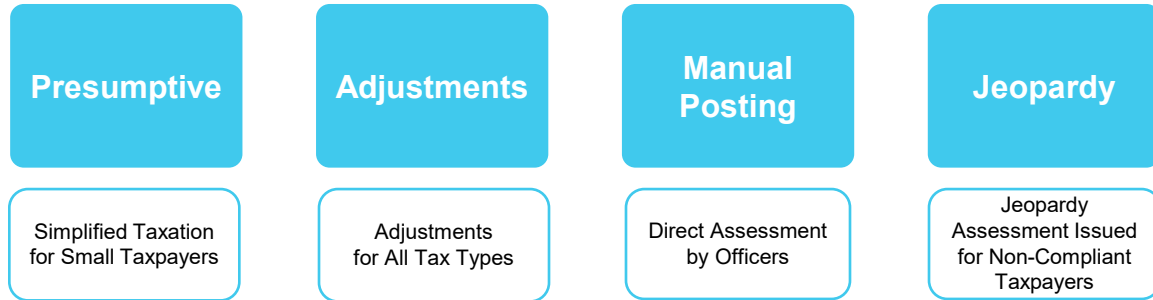 Presumptive
Adjustments
Manual
Posting
Jeopardy
Simplified Taxation
for Small Taxpayers
Adjustments
for All Tax Types
Direct Assessment
by Officers
Jeopardy
Assessment Issued
for Non-Compliant
Taxpayers